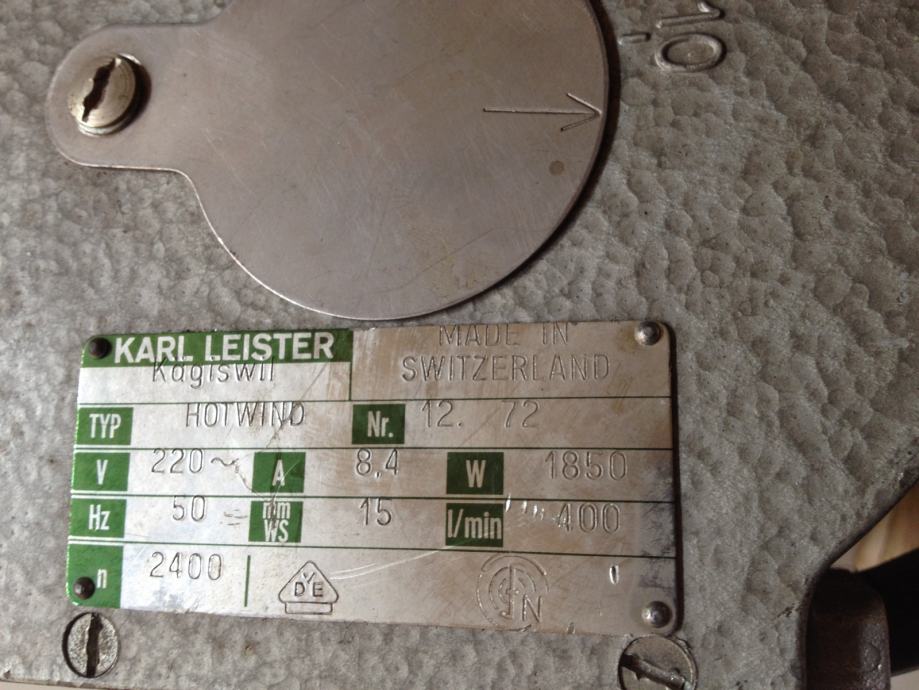 ÖL
KARL LEISTER
Kägiswil
MADE IN
SWITZERLAND
TYP HOTWIND Nr. 12. 72
V 220~ A 8,4 W 1850
Hz 50 mm WS 15 l/min 400
n 2400 VDE